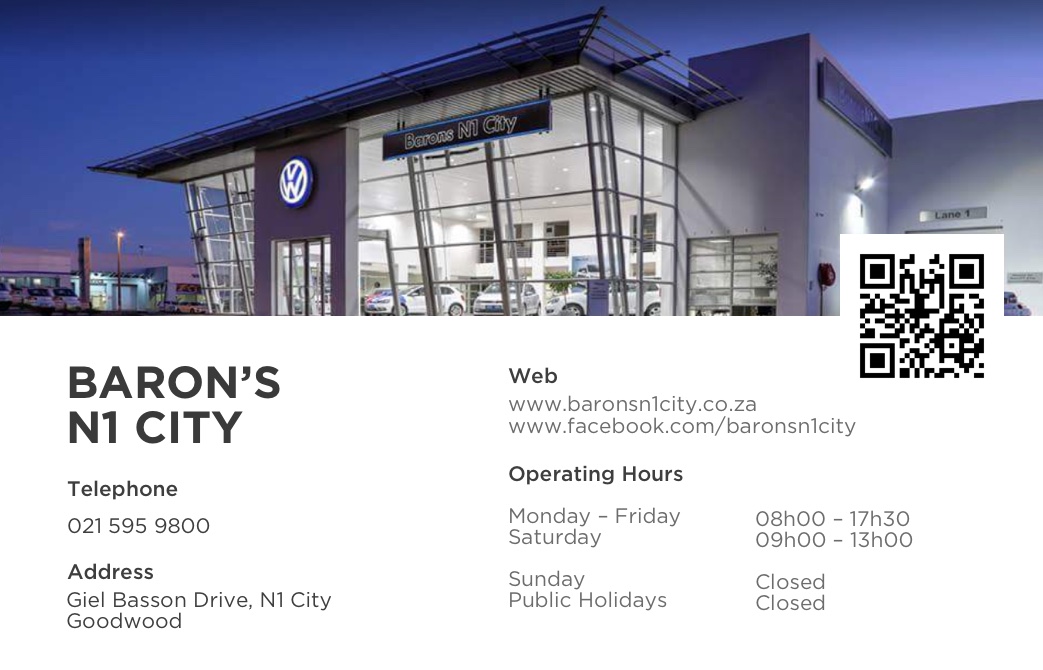 Barons N1 City
Lane 1
BARON’S
N1 CITY
Telephone
021 595 9800
Address
Giel Basson Drive, N1 City
Goodwood
Web
www.baronsn1city.co.za
www.facebook.com/baronsn1city
Operating Hours
Monday – Friday 08h00 – 17h30
Saturday 09h00 – 13h00
Sunday Closed
Public Holidays Closed